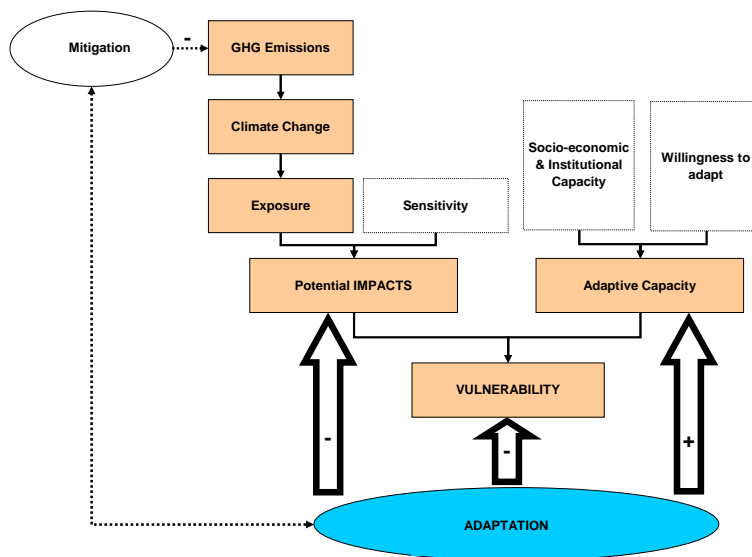 Mitigation
-
GHG Emissions
Climate Change
Socio-economic
& Institutional
Capacity
Willingness to
adapt
Exposure
Sensitivity
Potential IMPACTS
Adaptive Capacity
VULNERABILITY
-
-
+
ADAPTATION